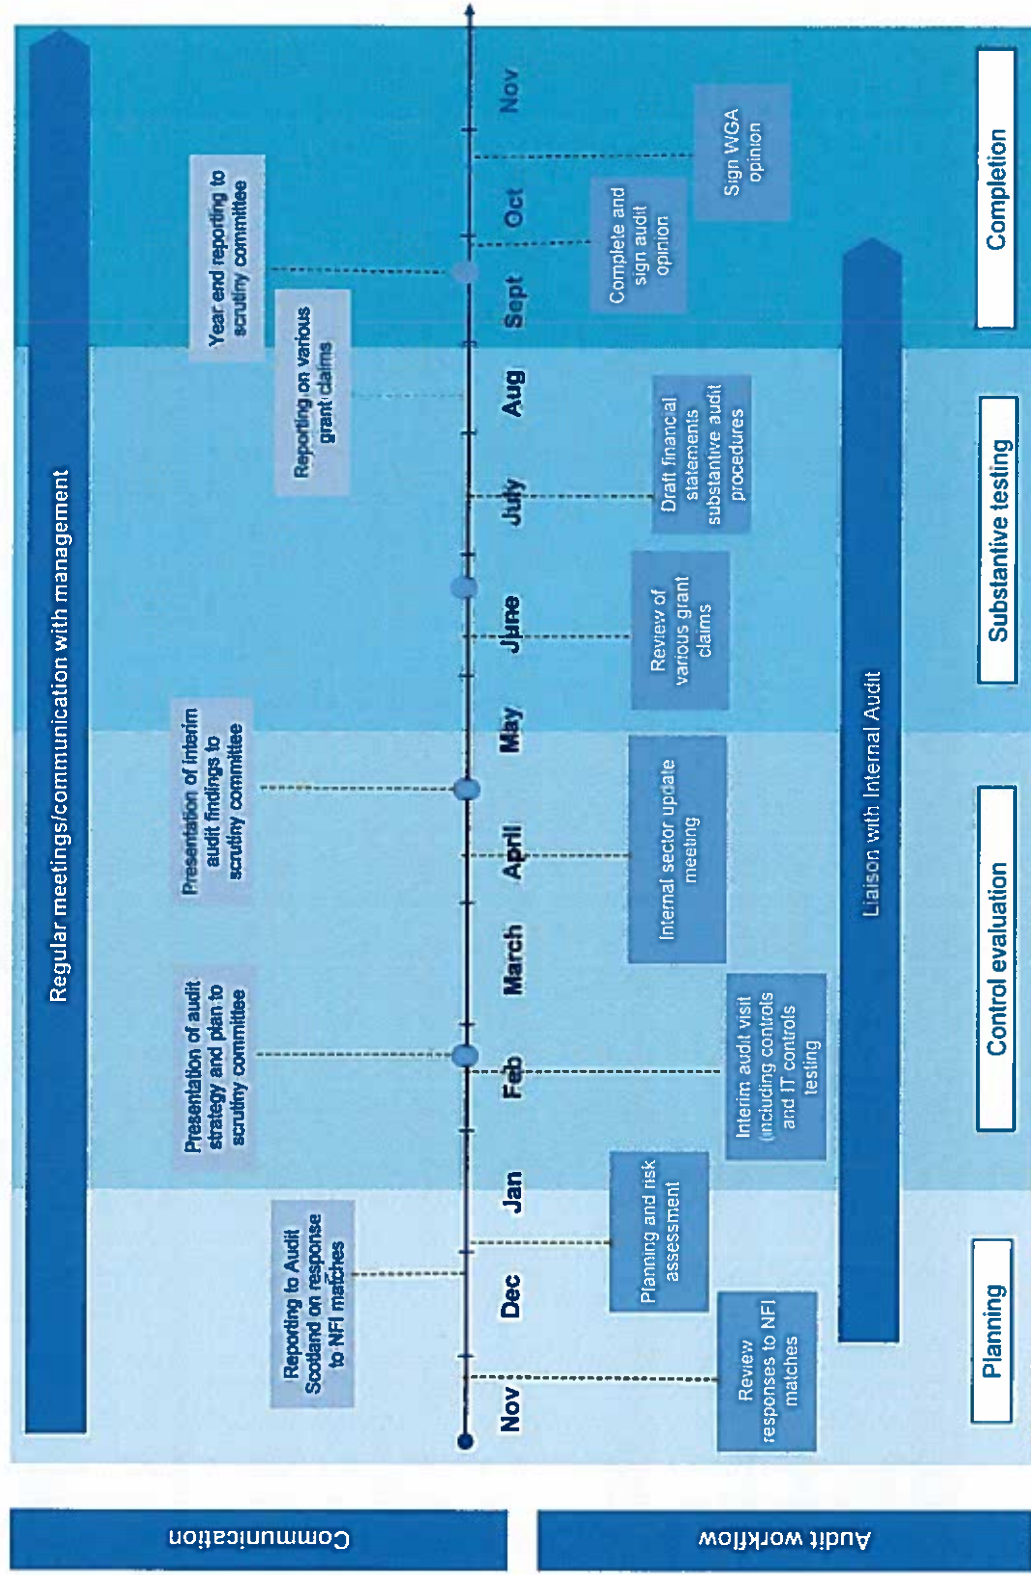 Communication
Regular meetings/communication with management
Reporting to Audit
Scotland on response
to NFI matches
Presentation of audit
strategy and plan to
scrutiny committee
Presentation of interim
audit findings to
scrutiny committee
Reporting on various
grant claims
Year end reporting to
scrutiny committee
Nov
Dec
Jan
Feb
March
April
May
June
July
Aug
Sept
Oct
Nov
Audit workflow
Review
responses to NFI
matches
Planning and risk
assessment
Interim audit visit
(including controls
and IT controls
testing
Internal sector update
meeting
Review of
various grant
claims
Draft financial
statements
substantive audit
procedures
Complete and
sign audit
opinion
Sign WGA
opinion
Liaison with Internal Audit
Planning
Control evaluation
Substantive testing
Completion